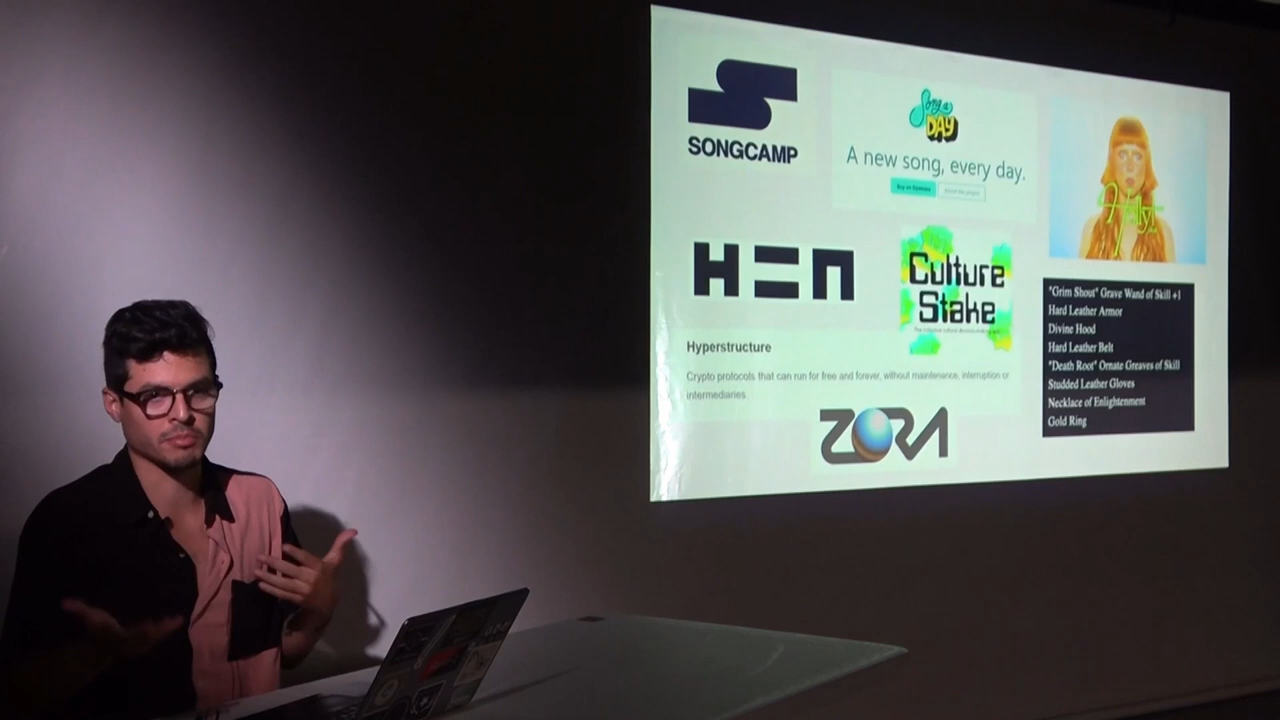 SONGCAMP
Song a
DAY
A new song, every day.
HEN
Culture
Stake
Hyperstructure
Crypto protocols that can run for free and forever, without maintenance, interruption or
intermediaries
ZORA
"Grim Shout" Grave Wand of Skill +1
Hard Leather Armor
Divine Hood
Hard Leather Belt
"Death Root" Ornate Greaves of Skill
Studded Leather Gloves
Necklace of Enlightenment
Gold Ring